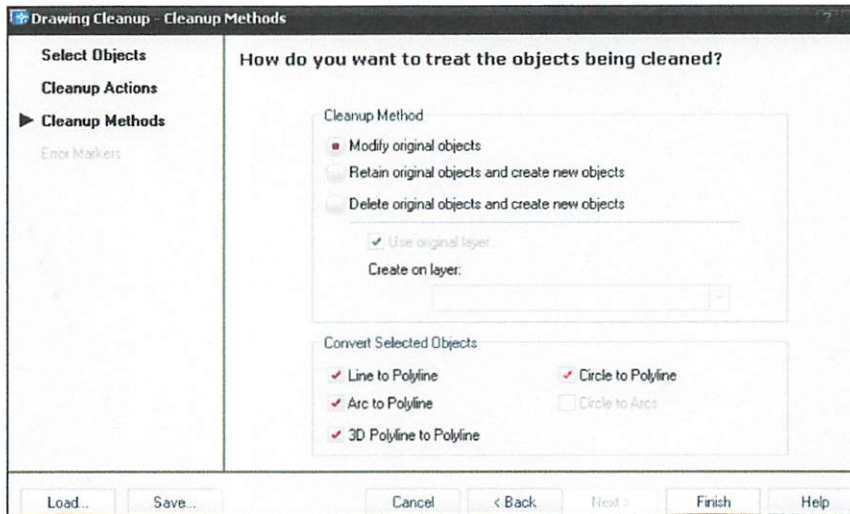 Drawing Cleanup - Cleanup Methods
?
Select Objects
Cleanup Actions
Cleanup Methods
Error Markers
How do you want to treat the objects being cleaned?
Cleanup Method
Modify original objects
Retain original objects and create new objects
Delete original objects and create new objects
Use original layer
Create on layer:
Convert Selected Objects
Line to Polyline
Circle to Polyline
Arc to Polyline
Circle to Arcs
3D Polyline to Polyline
Load... Save... Cancel < Back Next > Finish Help